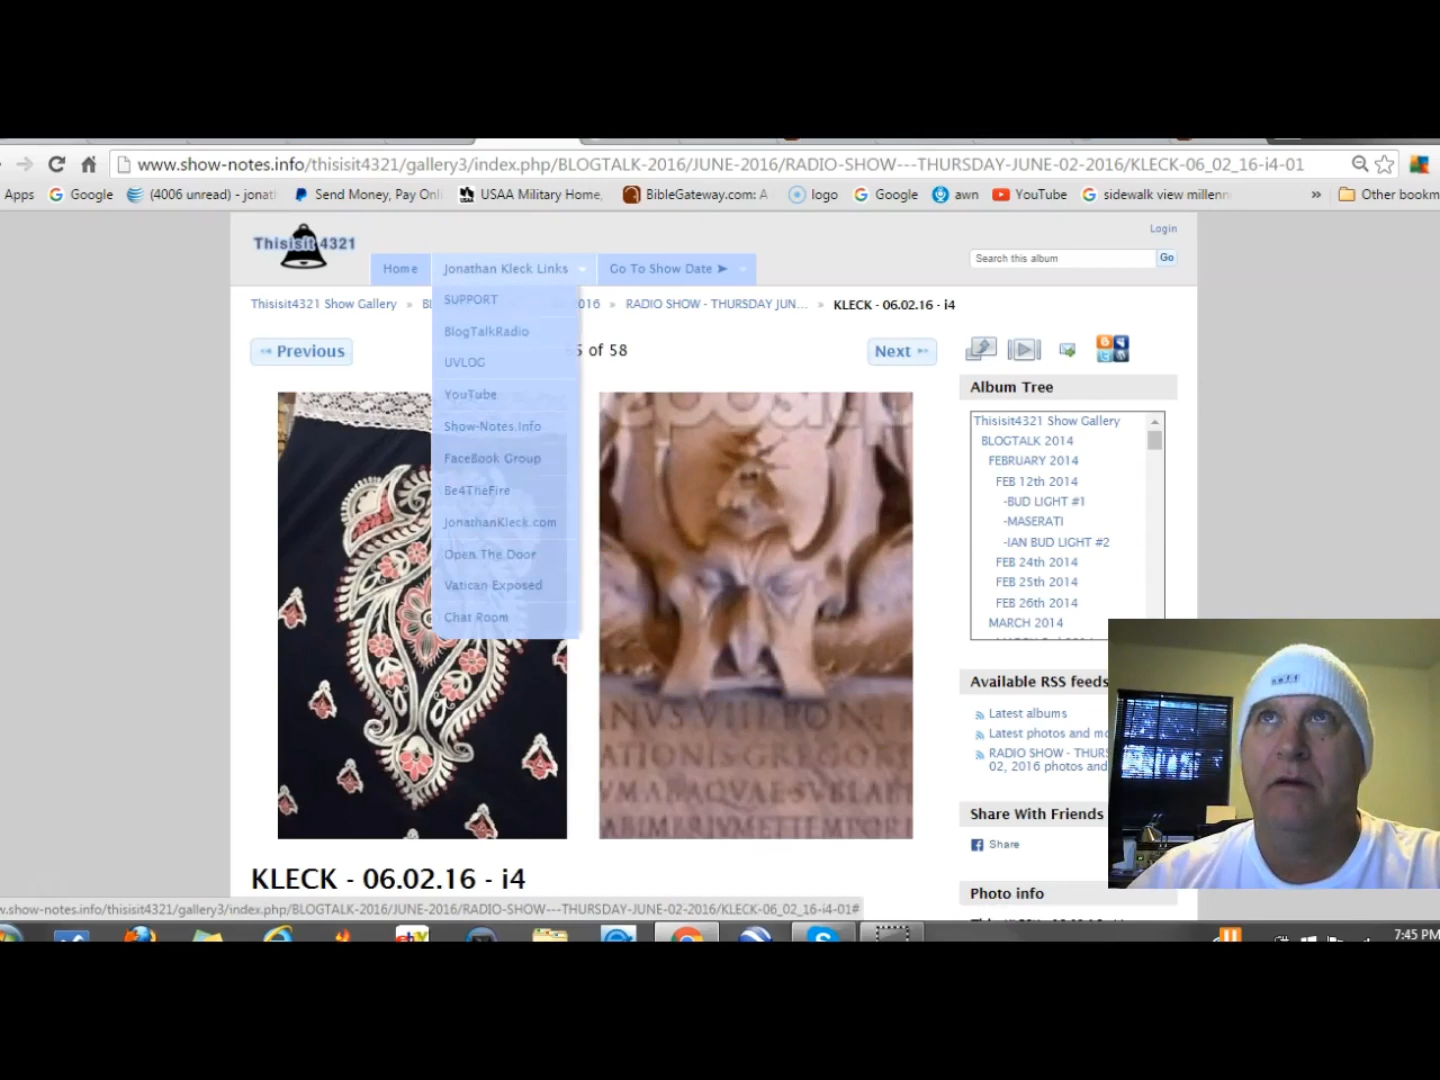 www.show-notes.info/thisisit4321/gallery3/index.php/BLOGTALK-2016/JUNE-2016/RADIO-SHOW---THURSDAY-JUNE-02-2016/KLECK-06_02_16-i4-01
Apps Google (4006 unread) - jonat Send Money, Pay Onli USAA Military Home, BibleGateway.com: A logo Google awn YouTube sidewalk view millenn » Other bookm
Login
Thisisit 4321
Home Jonathan Kleck Links Go To Show Date ➤
Search this album Go
Thisisit4321 Show Gallery » BL 2016 » RADIO SHOW - THURSDAY JUN... » KLECK - 06.02.16 - i4
SUPPORT
BlogTalkRadio
UVLOG
YouTube
Show-Notes.Info
FaceBook Group
Be4TheFire
JonathanKleck.com
Open The Door
Vatican Exposed
Chat Room
Previous
5 of 58
Next
Album Tree
Thisisit4321 Show Gallery
BLOGTALK 2014
FEBRUARY 2014
FEB 12th 2014
-BUD LIGHT #1
-MASERATI
-IAN BUD LIGHT #2
FEB 24th 2014
FEB 25th 2014
FEB 26th 2014
MARCH 2014
Available RSS feeds
Latest albums
Latest photos and mo
RADIO SHOW - THURS
02, 2016 photos and
Share With Friends
Share
Photo info
neff
KLECK - 06.02.16 - i4
w.show-notes.info/thisisit4321/gallery3/index.php/BLOGTALK-2016/JUNE-2016/RADIO-SHOW---THURSDAY-JUNE-02-2016/KLECK-06_02_16-i4-01#
7:45 PM